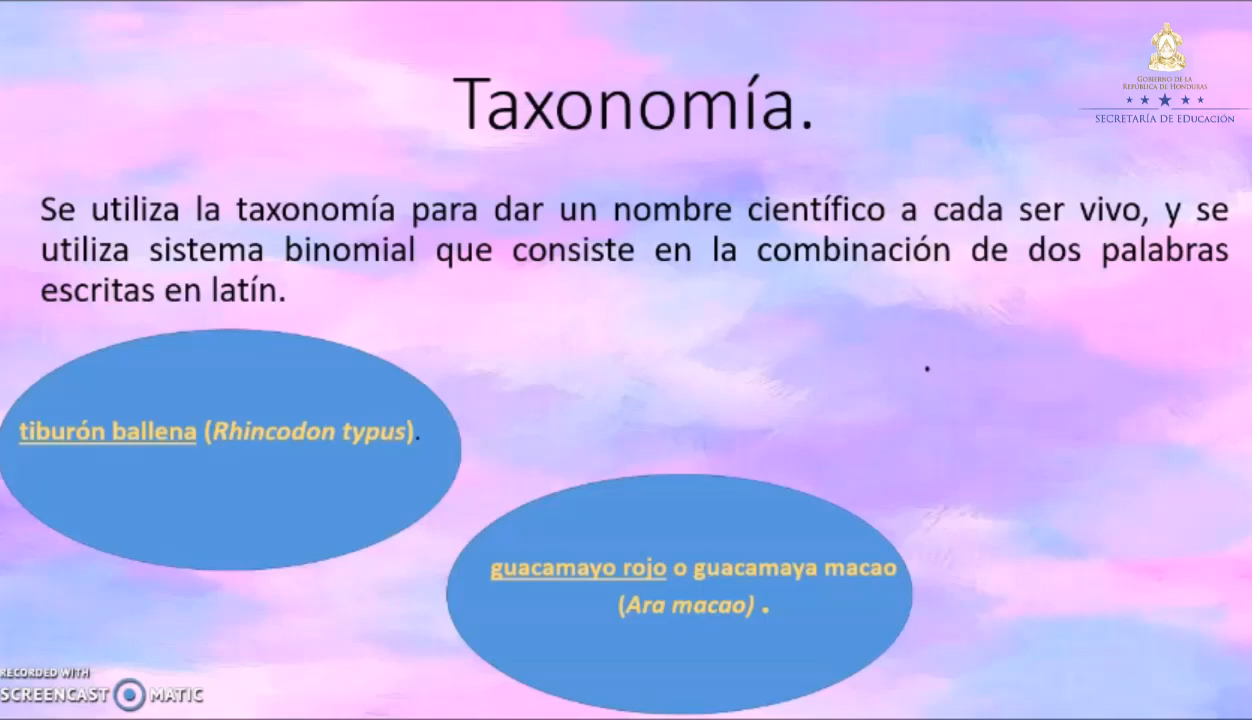 Taxonomía.
GOBIERNO DE LA
REPÚBLICA DE HONDURAS
SECRETARÍA DE EDUCACIÓN
Se utiliza la taxonomía para dar un nombre científico a cada ser vivo, y se
utiliza sistema binomial que consiste en la combinación de dos palabras
escritas en latín.
tiburón ballena (Rhincodon typus).
guacamayo rojo o guacamaya macao
(Ara macao) .
RECORDED WITH
SCREENCAST MATIC